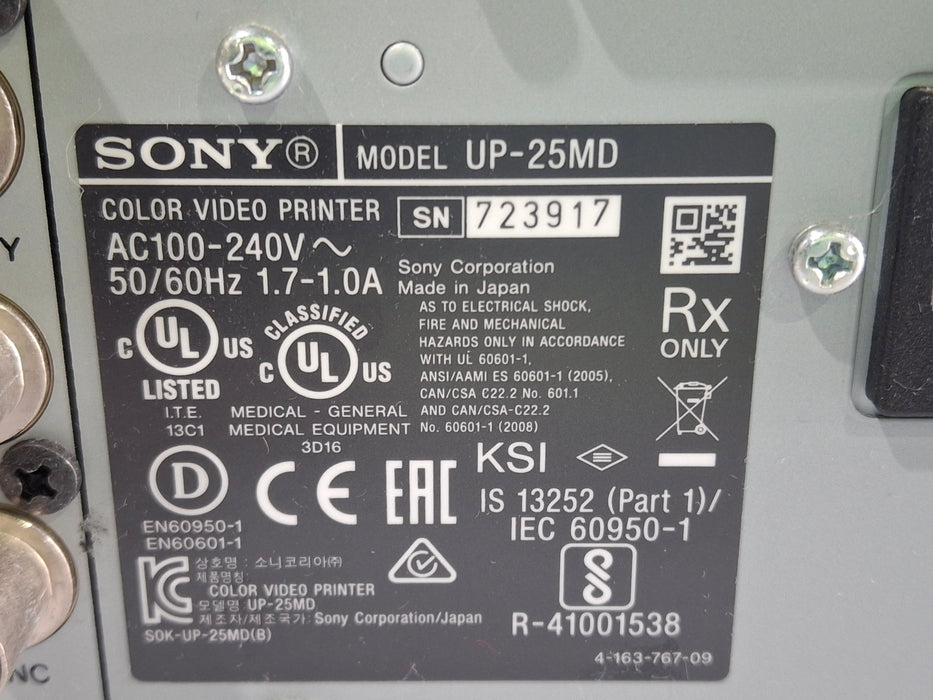 SONY® MODEL UP-25MD
COLOR VIDEO PRINTER
AC100-240V ~
50/60Hz 1.7-1.0A
SN 723917
Sony Corporation
Made in Japan
AS TO ELECTRICAL SHOCK,
FIRE AND MECHANICAL
HAZARDS ONLY IN ACCORDANCE
WITH UL 60601-1,
ANSI/AAMI ES 60601-1 (2005),
CAN/CSA C22.2 No. 601.1
AND CAN/CSA-C22.2
No. 60601-1 (2008)
Rx
ONLY
C UL US
LISTED
I.T.E.
13C1
CLASSIFIED
C UL US
MEDICAL - GENERAL
MEDICAL EQUIPMENT
3D16
D
EN60950-1
EN60601-1
CE
EAC
KSI
IS 13252 (Part 1)/
IEC 60950-1
KC
상호명 : 소니코리아㈜
제품명칭:
COLOR VIDEO PRINTER
모델명 : UP-25MD
제조자/제조국가: Sony Corporation/Japan
SOK-UP-25MD(B)
R-41001538
4-163-767-09
Y
NC